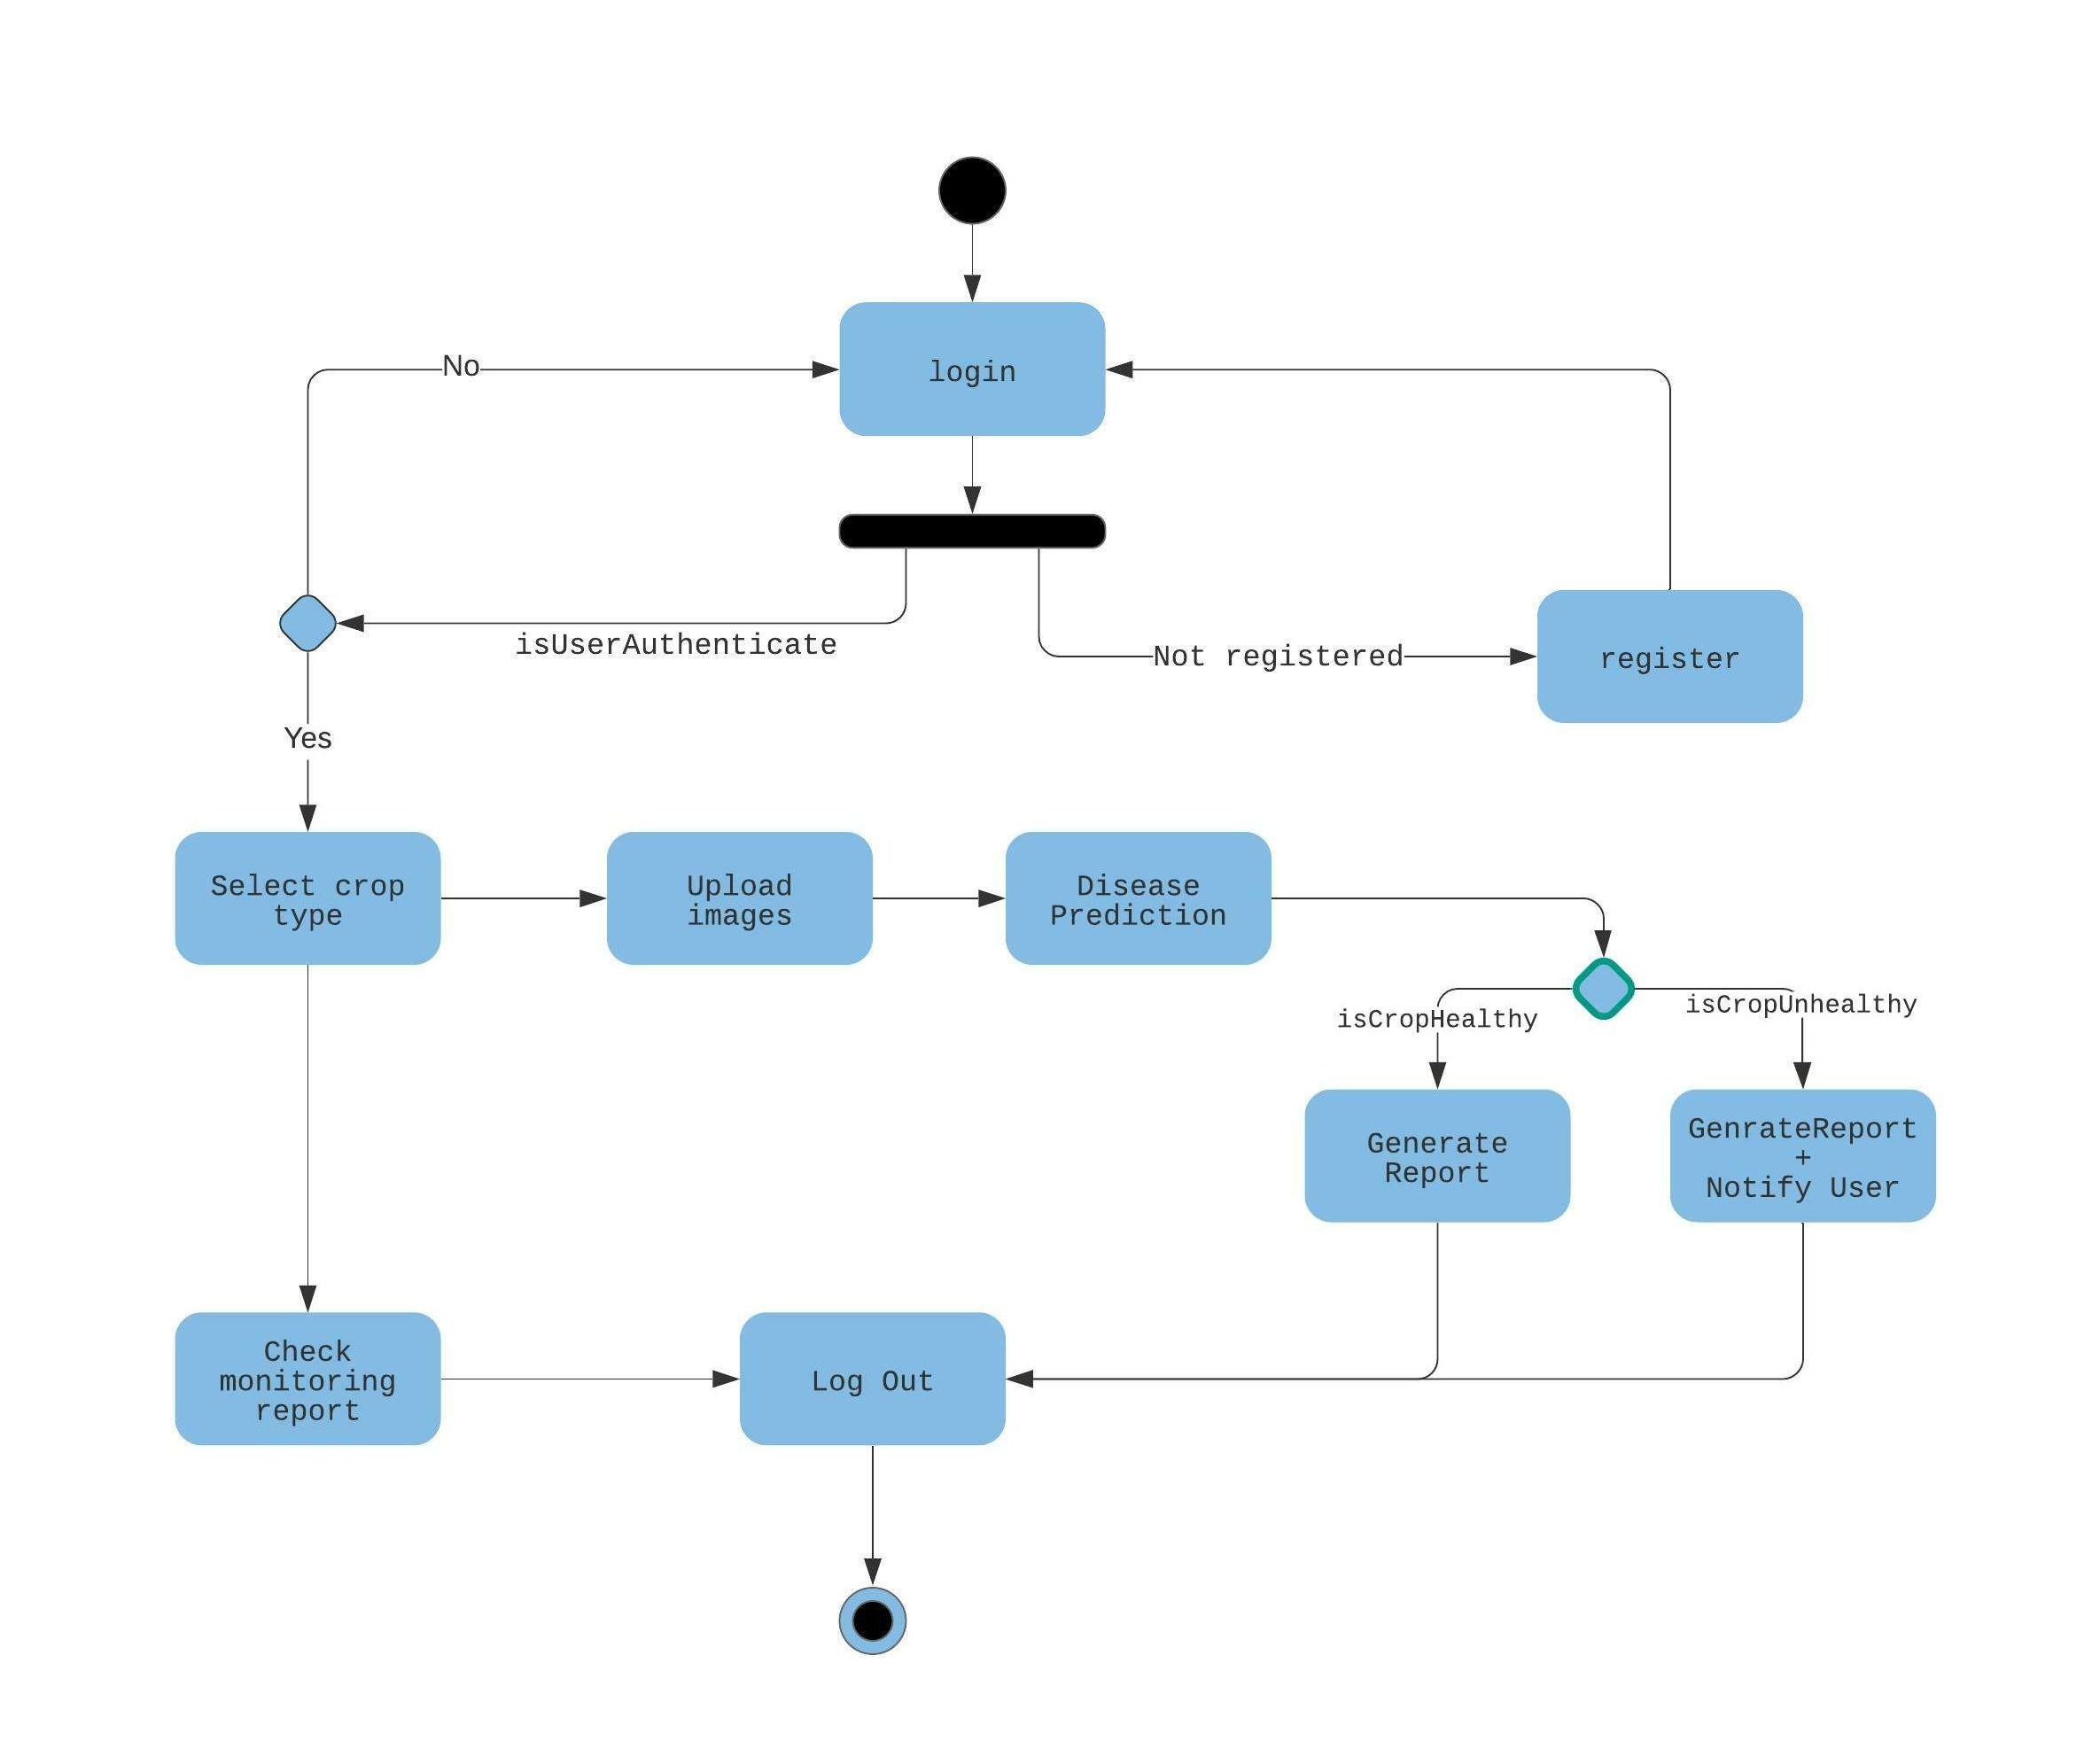 login
No
isUserAuthenticate
Not registered
register
Yes
Select crop
type
Upload
images
Disease
Prediction
isCropHealthy
isCropUnhealthy
Generate
Report
GenrateReport
+
Notify User
Check
monitoring
report
Log Out